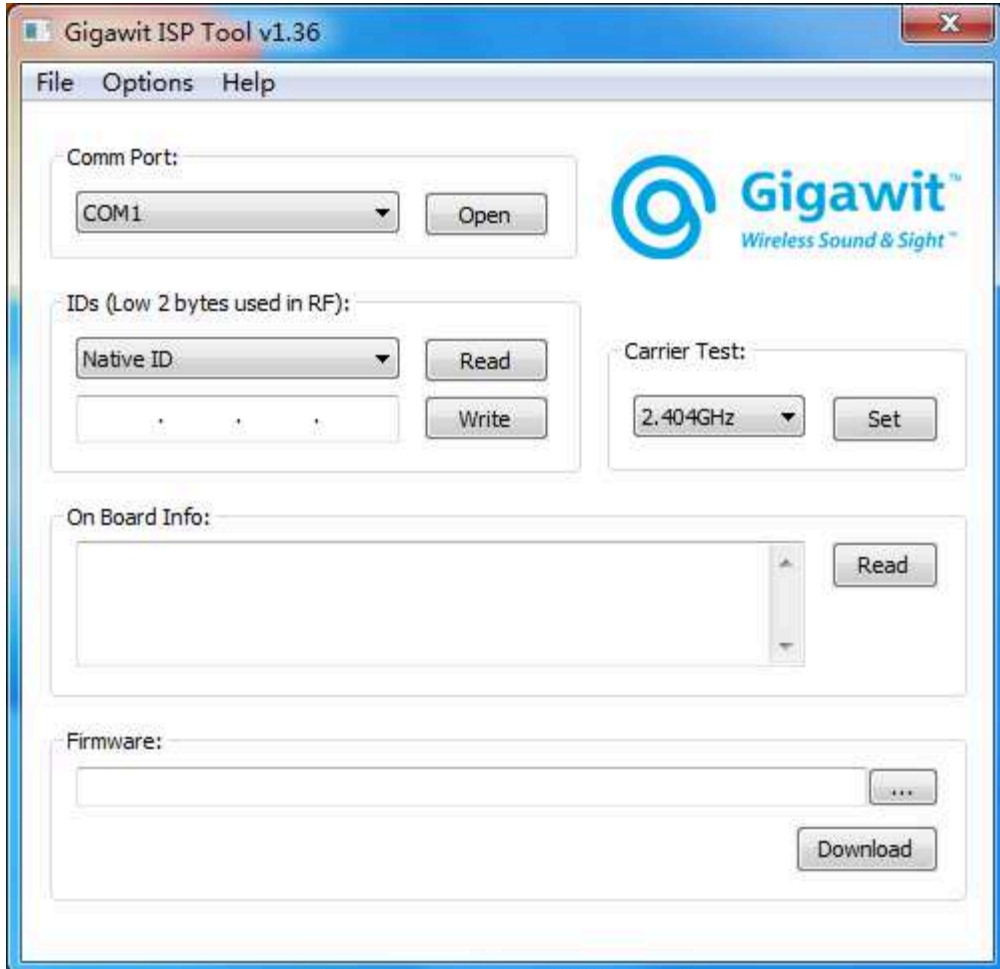 Gigawit ISP Tool v1.36
File Options Help
Comm Port:
COM1 Open
Gigawit™
Wireless Sound & Sight™
IDs (Low 2 bytes used in RF):
Native ID Read
. . . Write
Carrier Test:
2.404GHz Set
On Board Info:
Read
Firmware:
...
Download